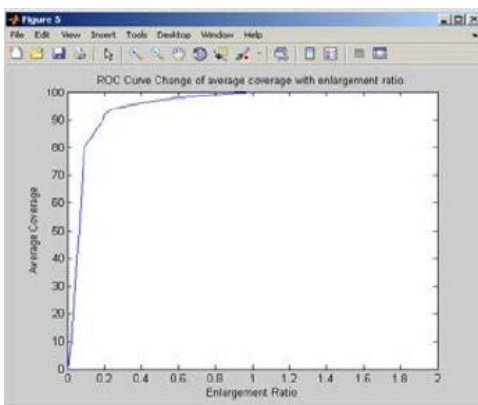 Figure 5
File Edit View Insert Tools Desktop Window Help
ROC Curve Change of average coverage with enlargement ratio
Average Coverage
100
90
80
70
60
50
40
30
20
10
0
0 0.2 0.4 0.6 0.8 1 1.2 1.4 1.6 1.8 2
Enlargement Ratio